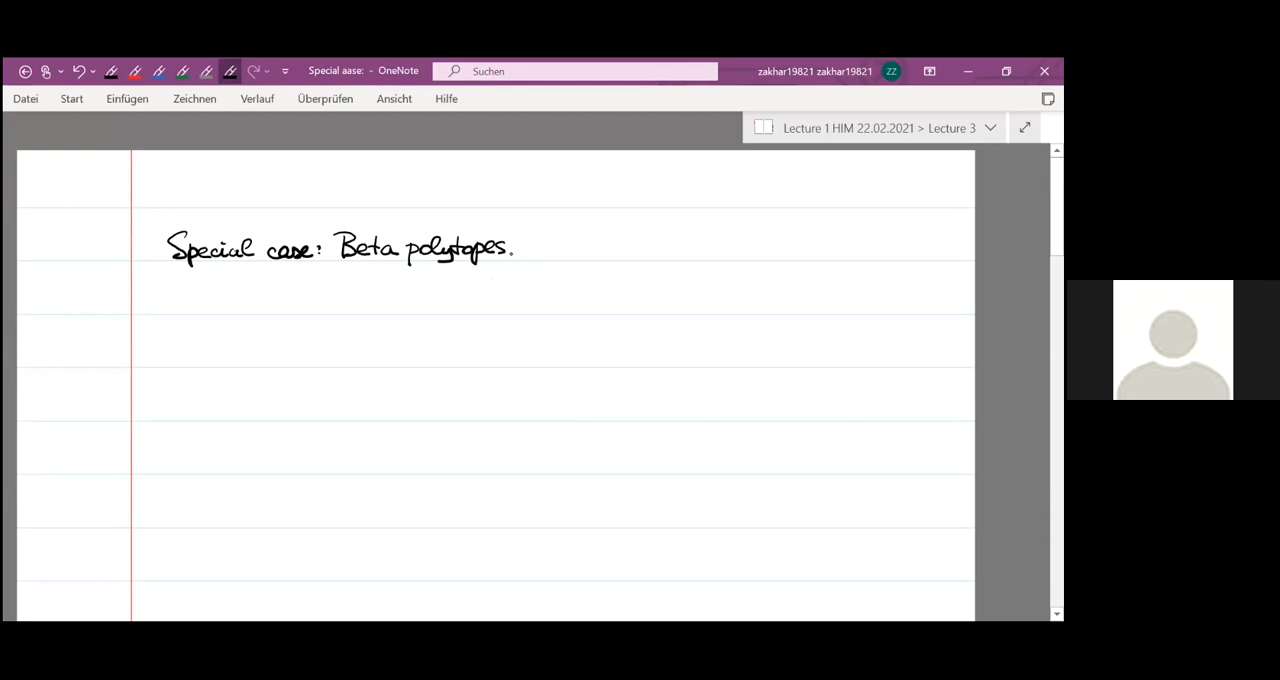 Special aase: - OneNote
Suchen
zakhar19821 zakhar19821
ZZ
Datei Start Einfügen Zeichnen Verlauf Überprüfen Ansicht Hilfe
Lecture 1 HIM 22.02.2021 > Lecture 3
Special case: Beta polytopes.